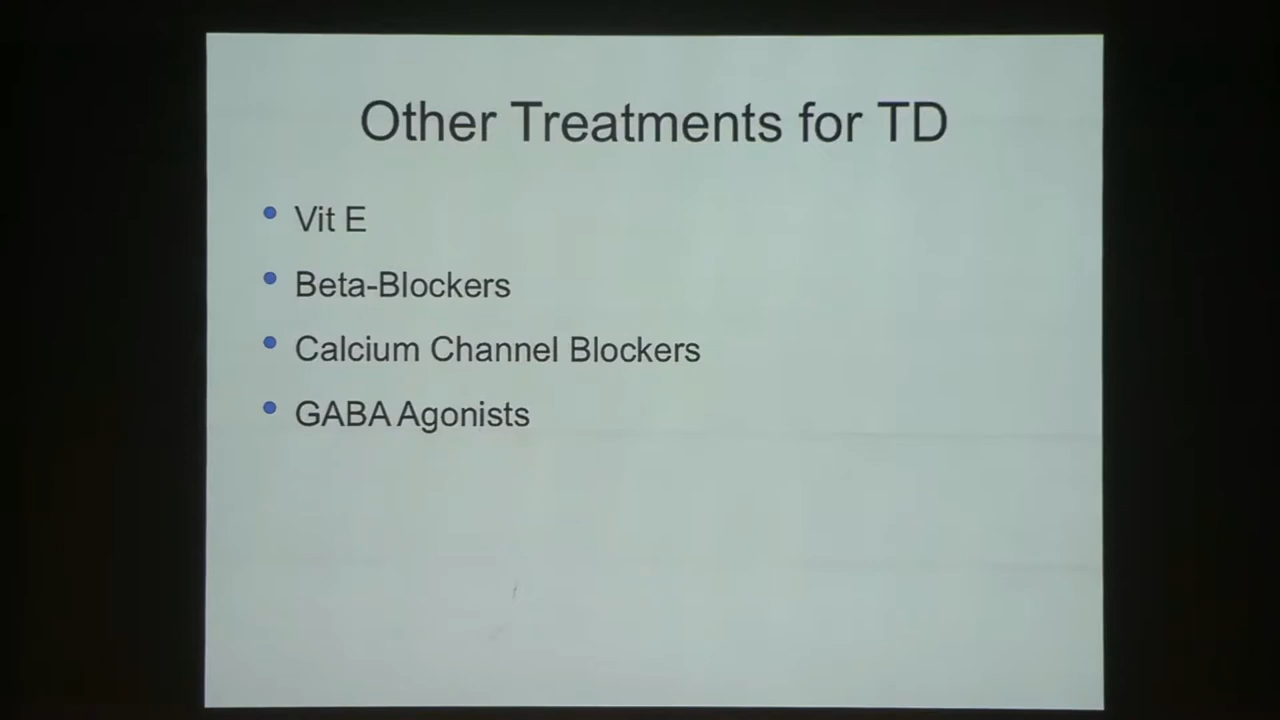 Other Treatments for TD
• Vit E
• Beta-Blockers
• Calcium Channel Blockers
• GABA Agonists